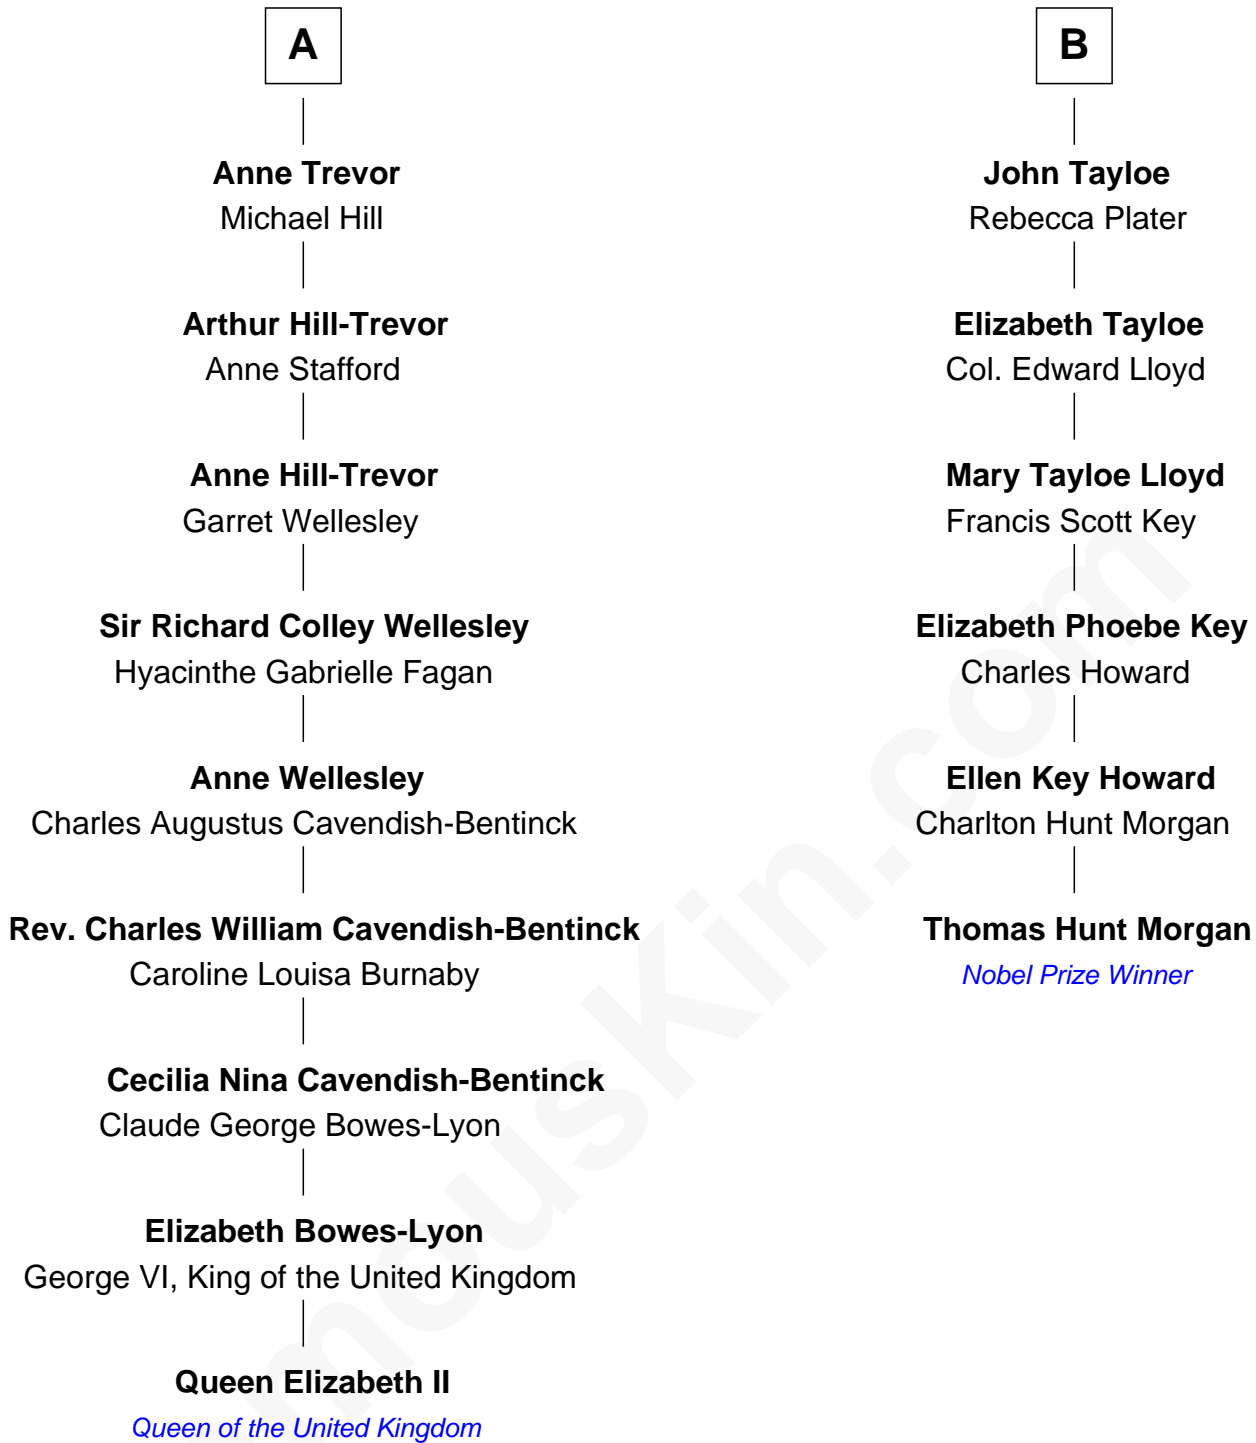 A
Anne Trevor
Michael Hill
Arthur Hill-Trevor
Anne Stafford
Anne Hill-Trevor
Garret Wellesley
Sir Richard Colley Wellesley
Hyacinthe Gabrielle Fagan
Anne Wellesley
Charles Augustus Cavendish-Bentinck
Rev. Charles William Cavendish-Bentinck
Caroline Louisa Burnaby
Cecilia Nina Cavendish-Bentinck
Claude George Bowes-Lyon
Elizabeth Bowes-Lyon
George VI, King of the United Kingdom
Queen Elizabeth II
Queen of the United Kingdom
B
John Tayloe
Rebecca Plater
Elizabeth Tayloe
Col. Edward Lloyd
Mary Tayloe Lloyd
Francis Scott Key
Elizabeth Phoebe Key
Charles Howard
Ellen Key Howard
Charlton Hunt Morgan
Thomas Hunt Morgan
Nobel Prize Winner
mousKin.com